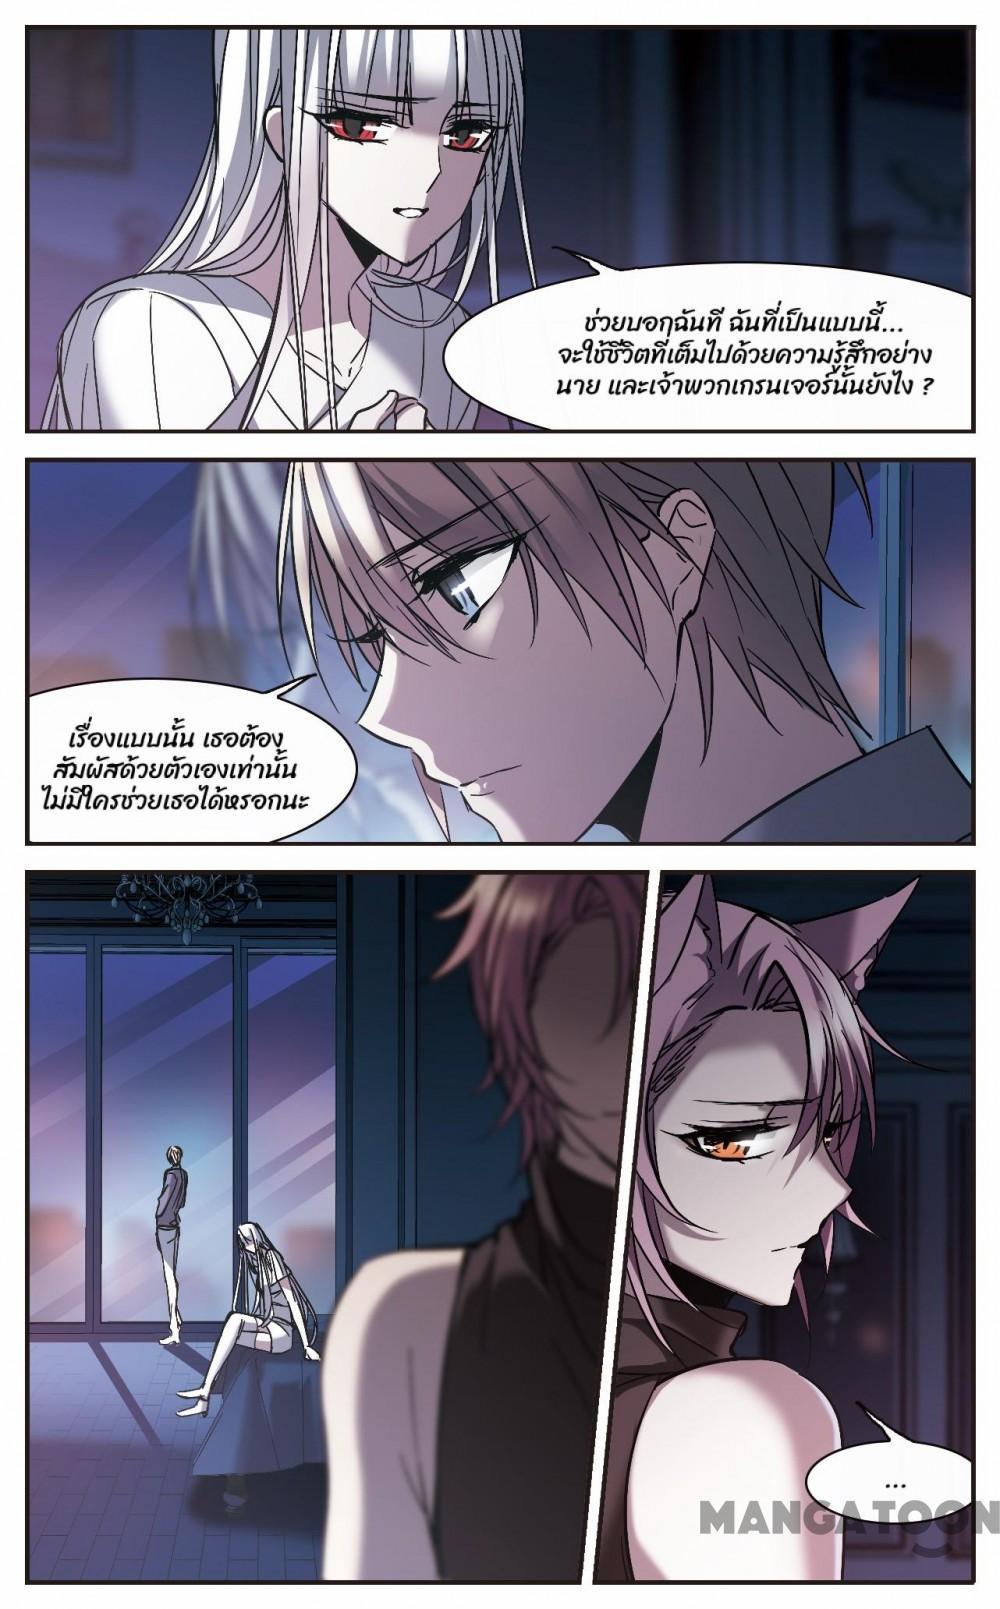 ช่วยบอกฉันที ฉันที่เป็นแบบนี้...
จะใช้ชีวิตที่เต็มไปด้วยความรู้สึกอย่าง
นาย และเจ้าพวกเกรนเจอร์นั้นยังไง ?
เรื่องแบบนั้น เธอต้อง
สัมผัสด้วยตัวเองเท่านั้น
ไม่มีใครช่วยเธอได้หรอกนะ
...
MANGATOON